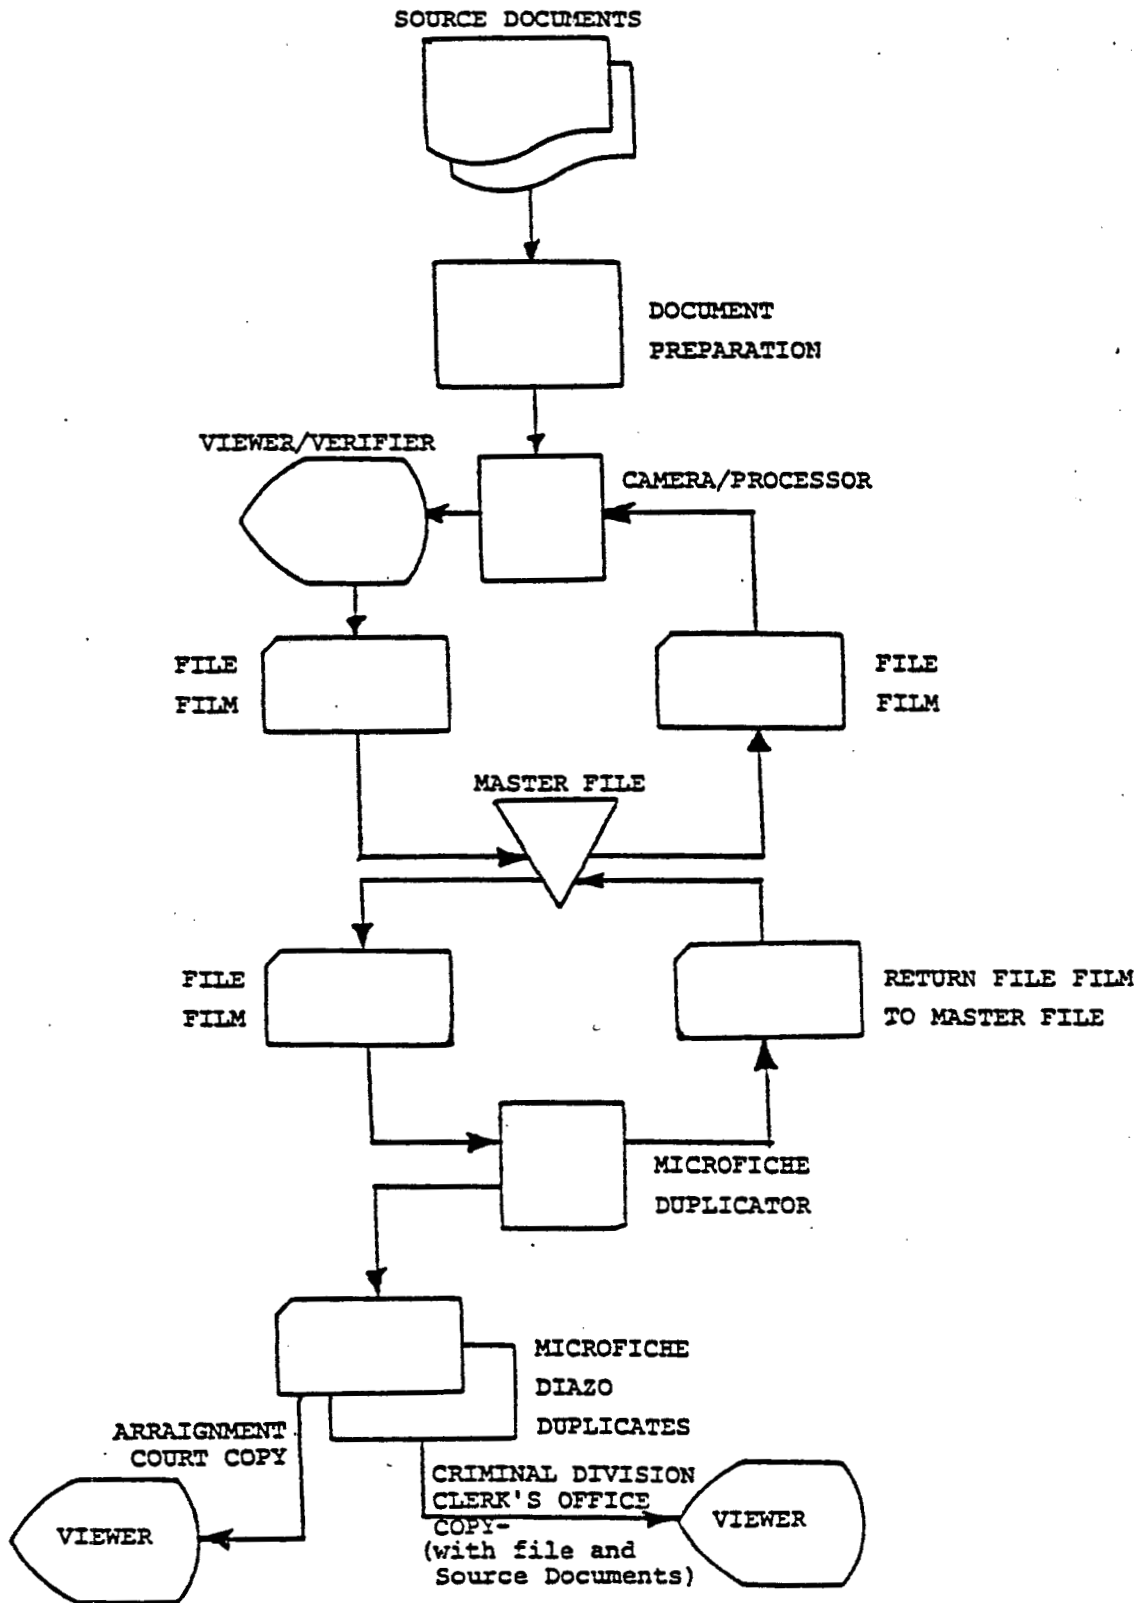 SOURCE DOCUMENTS
DOCUMENT
PREPARATION
VIEWER/VERIFIER
CAMERA/PROCESSOR
FILE
FILM
FILE
FILM
MASTER FILE
FILE
FILM
RETURN FILE FILM
TO MASTER FILE
MICROFICHE
DUPLICATOR
MICROFICHE
DIAZO
DUPLICATES
ARRAIGNMENT
COURT COPY
CRIMINAL DIVISION
CLERK'S OFFICE
COPY-
(with file and
Source Documents)
VIEWER
VIEWER